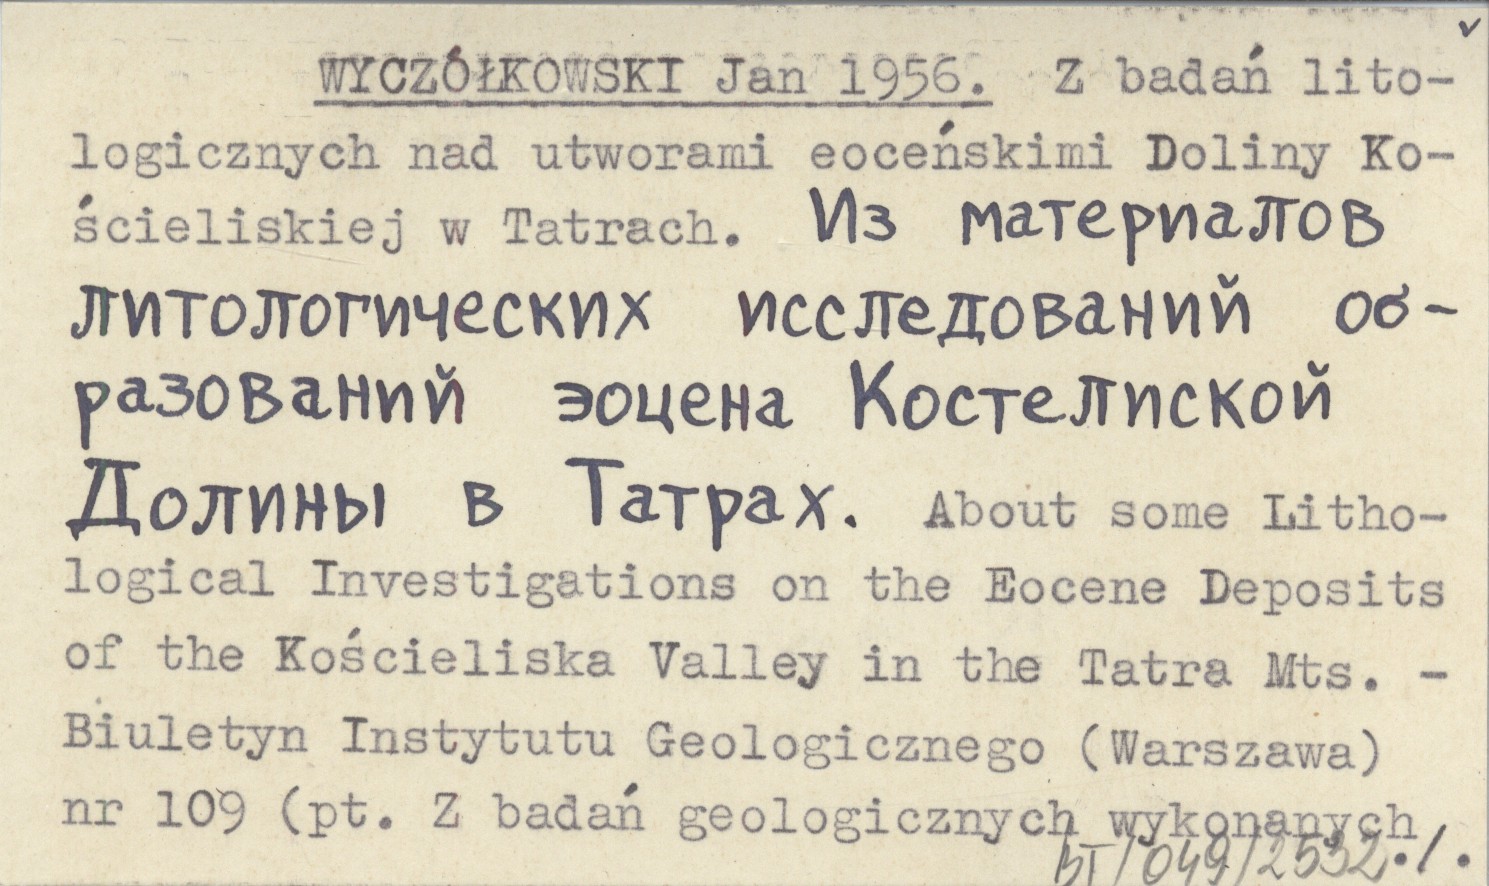 WYCZÓŁKOWSKI Jan 1956. Z badań lito-
logicznych nad utworami eoceńskimi Doliny Ko-
ścieliskiej w Tatrach. Из материалов
литологических исследований об-
разований эоцена Костелиской
Долины в Татрах. About some Litho-
logical Investigations on the Eocene Deposits
of the Kościeliska Valley in the Tatra Mts. -
Biuletyn Instytutu Geologicznego (Warszawa)
nr 109 (pt. Z badań geologicznych wykonanych
BT/049/2532 ./.